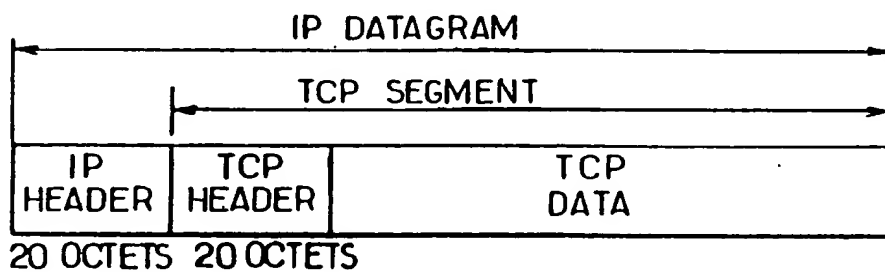 IP DATAGRAM
TCP SEGMENT
IP HEADER
TCP HEADER
TCP DATA
20 OCTETS 20 OCTETS